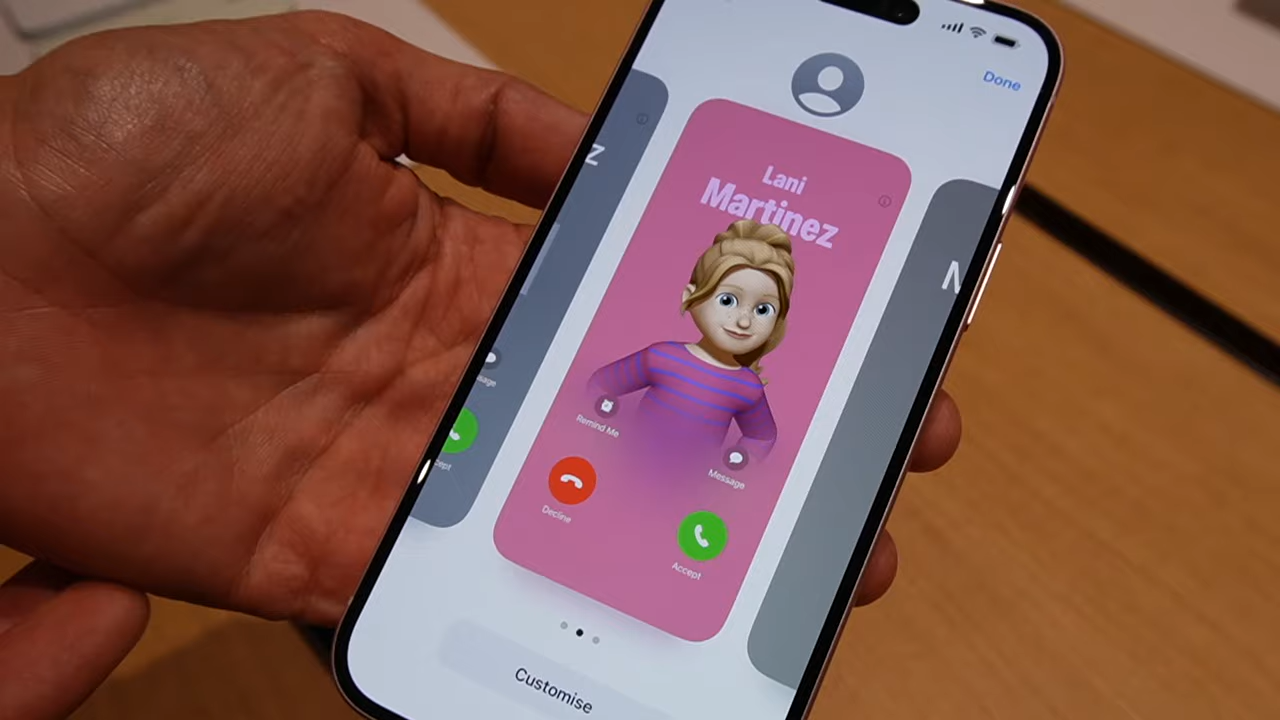 Done
Lani
Martinez
z
N
Remind Me
Message
Decline
Accept
Customise